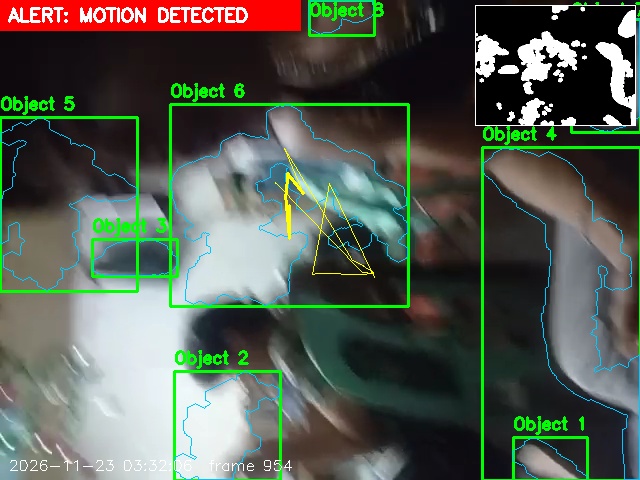 ALERT: MOTION DETECTED
Object 8
Object 6
Object 5
Object 4
Object 3
Object 2
Object 1
2026-11-23 03:32:06 frame 954